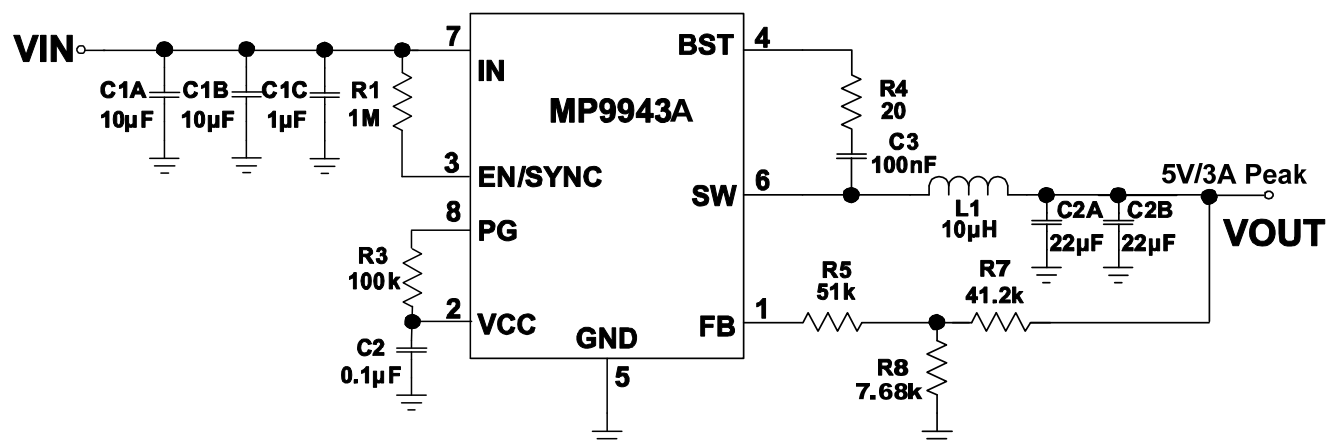 VIN
C1A
10µF
C1B
10µF
C1C
1µF
R1
1M
7
IN
3
EN/SYNC
8
PG
R3
100k
2
VCC
C2
0.1µF
MP9943A
GND
5
BST
4
R4
20
C3
100nF
SW
6
L1
10µH
C2A
22µF
C2B
22µF
5V/3A Peak
VOUT
FB
1
R5
51k
R7
41.2k
R8
7.68k